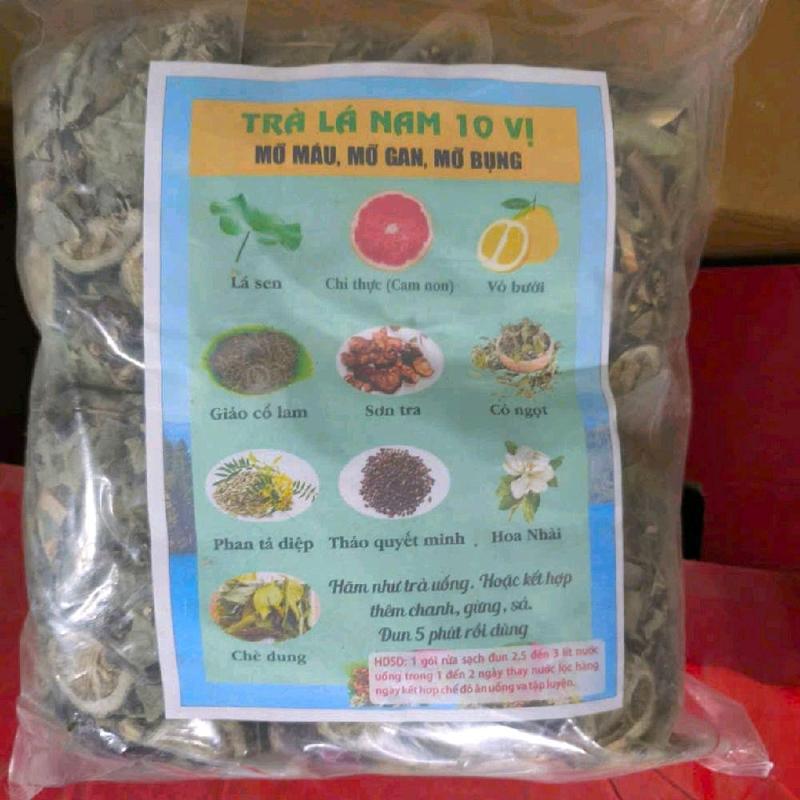 TRÀ LÁ NAM 10 VỊ
MỠ MÁU, MỠ GAN, MỠ BỤNG
Lá sen
Chỉ thực (Cam non)
Vỏ bưởi
Giảo cổ lam
Sơn tra
Cỏ ngọt
Phan tả diệp
Thảo quyết minh
Hoa Nhài
Chè dung
Hãm như trà uống. Hoặc kết hợp
thêm chanh, gừng, sả.
Đun 5 phút rồi dùng
HDSD: 1 gói rửa sạch đun 2,5 đến 3 lít nước
uống trong 1 đến 2 ngày thay nước lọc hàng
ngay kết hợp chế độ ăn uống va tập luyện.